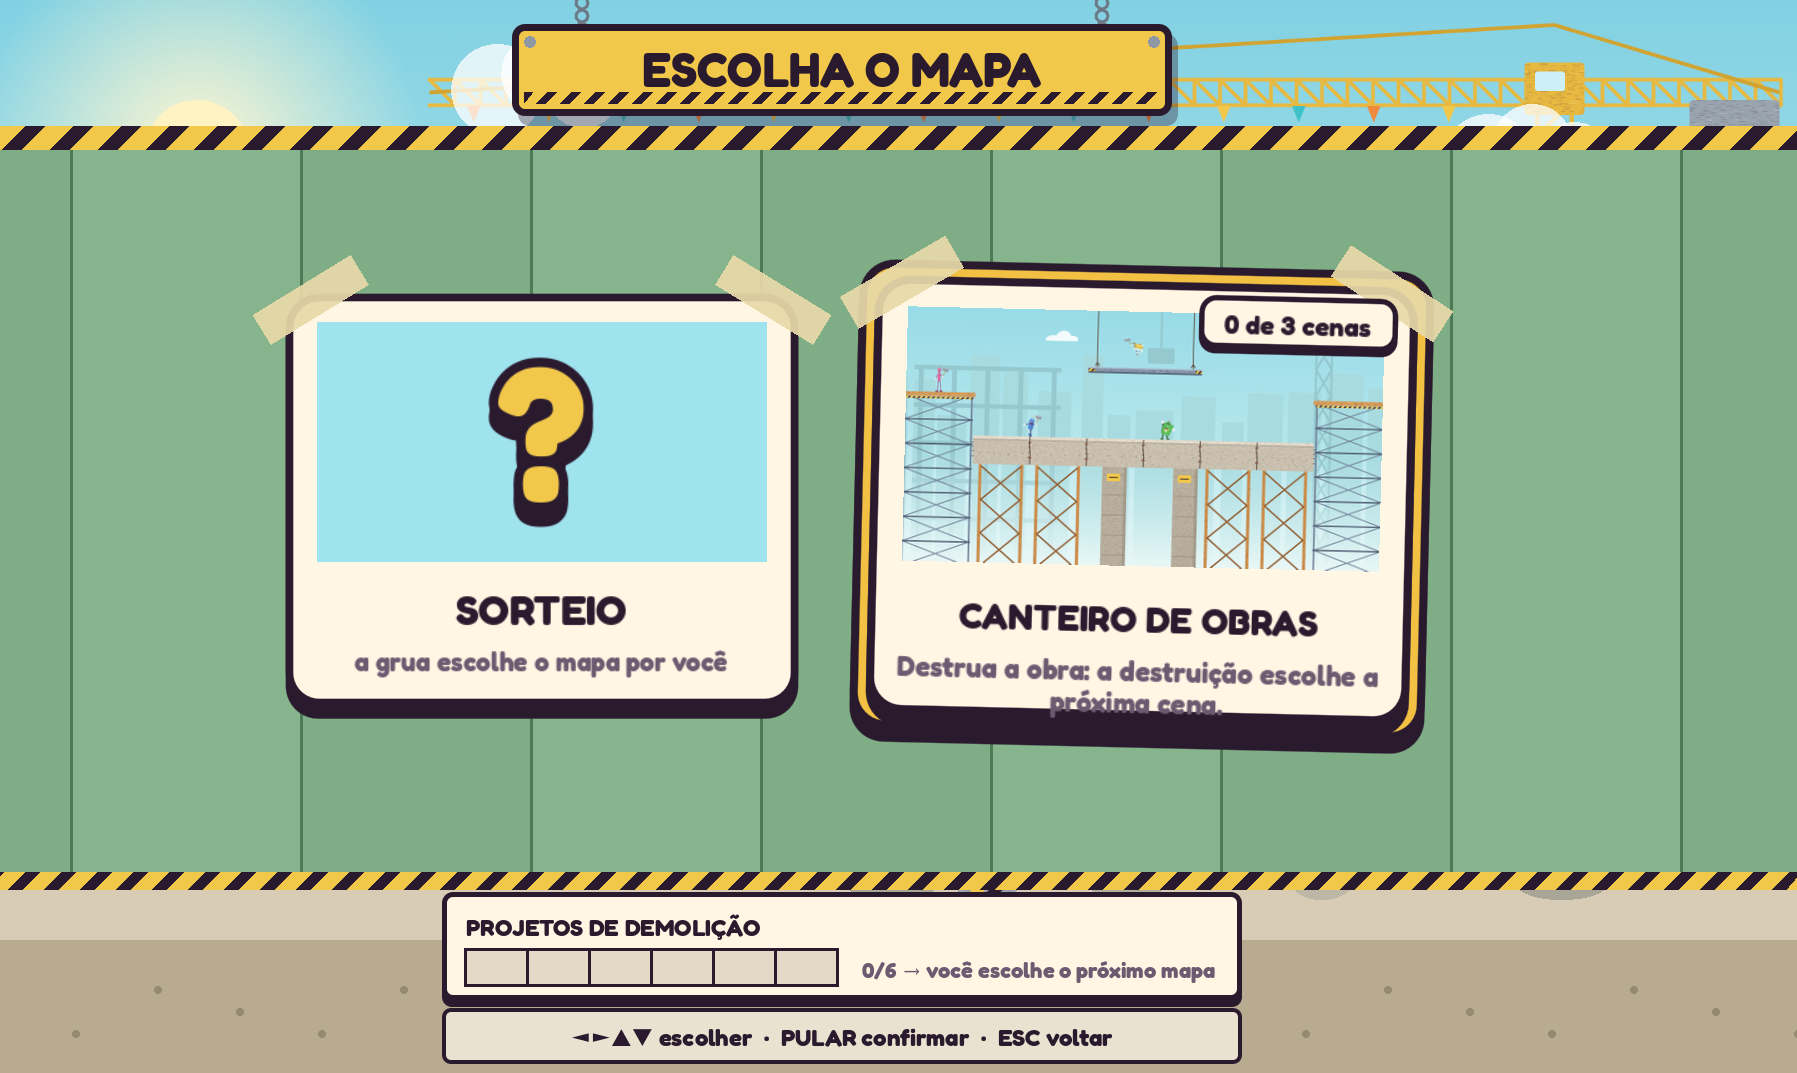 ESCOLHA O MAPA
0 de 3 cenas
SORTEIO
a grua escolhe o mapa por você
CANTEIRO DE OBRAS
Destrua a obra: a destruição escolhe a
próxima cena.
PROJETOS DE DEMOLIÇÃO
0/6 → você escolhe o próximo mapa
◄►▲▼ escolher · PULAR confirmar · ESC voltar